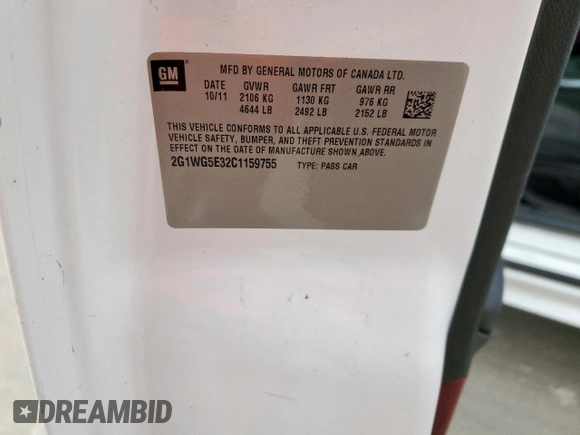 GM
MFD BY GENERAL MOTORS OF CANADA LTD.
DATE GVWR GAWR FRT GAWR RR
10/11 2106 KG 1130 KG 976 KG
4644 LB 2492 LB 2152 LB
THIS VEHICLE CONFORMS TO ALL APPLICABLE U.S. FEDERAL MOTOR
VEHICLE SAFETY, BUMPER, AND THEFT PREVENTION STANDARDS IN
EFFECT ON THE DATE OF MANUFACTURE SHOWN ABOVE.
2G1WG5E32C1159755 TYPE: PASS CAR
DREAMBID